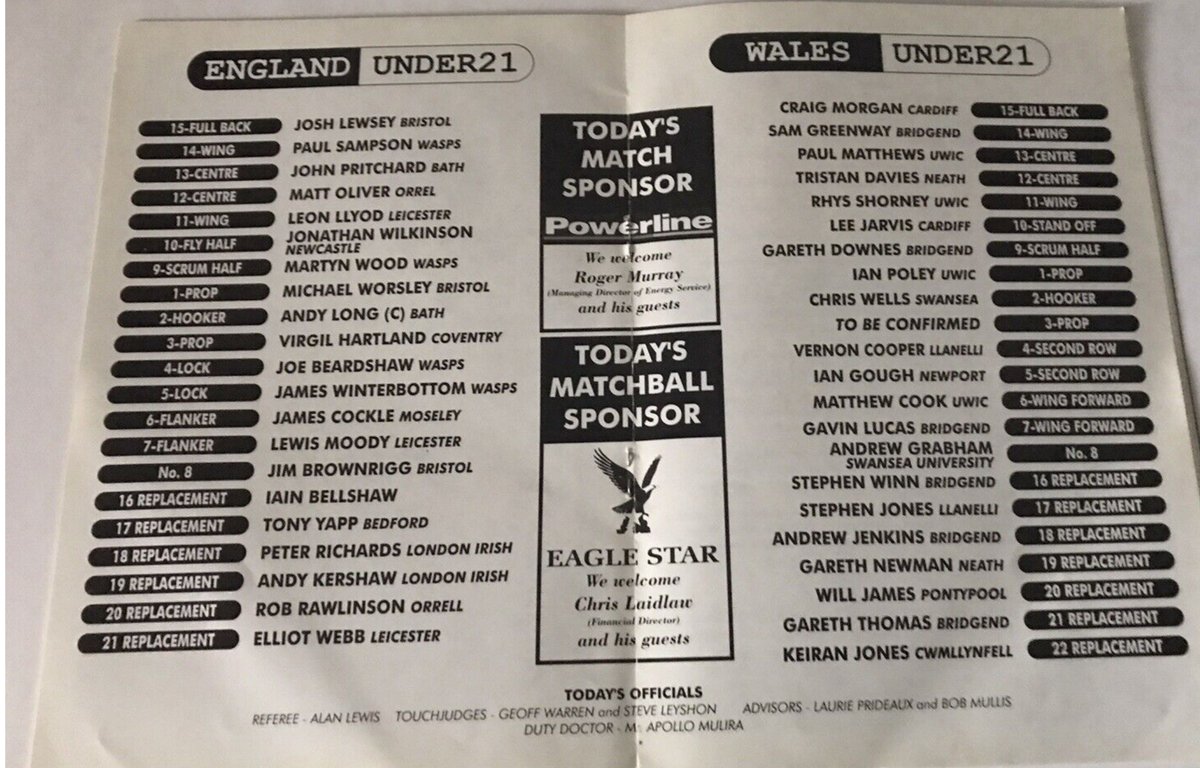 ENGLAND UNDER21
15-FULL BACK JOSH LEWSEY BRISTOL
14-WING PAUL SAMPSON WASPS
13-CENTRE JOHN PRITCHARD BATH
12-CENTRE MATT OLIVER ORREL
11-WING LEON LLYOD LEICESTER
10-FLY HALF JONATHAN WILKINSON
NEWCASTLE
9-SCRUM HALF MARTYN WOOD WASPS
1-PROP MICHAEL WORSLEY BRISTOL
2-HOOKER ANDY LONG (C) BATH
3-PROP VIRGIL HARTLAND COVENTRY
4-LOCK JOE BEARDSHAW WASPS
5-LOCK JAMES WINTERBOTTOM WASPS
6-FLANKER JAMES COCKLE MOSELEY
7-FLANKER LEWIS MOODY LEICESTER
No. 8 JIM BROWNRIGG BRISTOL
16 REPLACEMENT IAIN BELLSHAW
17 REPLACEMENT TONY YAPP BEDFORD
18 REPLACEMENT PETER RICHARDS LONDON IRISH
19 REPLACEMENT ANDY KERSHAW LONDON IRISH
20 REPLACEMENT ROB RAWLINSON ORRELL
21 REPLACEMENT ELLIOT WEBB LEICESTER
TODAY'S
MATCH
SPONSOR
Powerline
We welcome
Roger Murray
(Managing Director of Energy Service)
and his guests
TODAY'S
MATCHBALL
SPONSOR
EAGLE STAR
We welcome
Chris Laidlaw
(Financial Director)
and his guests
WALES UNDER21
CRAIG MORGAN CARDIFF 15-FULL BACK
SAM GREENWAY BRIDGEND 14-WING
PAUL MATTHEWS UWIC 13-CENTRE
TRISTAN DAVIES NEATH 12-CENTRE
RHYS SHORNEY UWIC 11-WING
LEE JARVIS CARDIFF 10-STAND OFF
GARETH DOWNES BRIDGEND 9-SCRUM HALF
IAN POLEY UWIC 1-PROP
CHRIS WELLS SWANSEA 2-HOOKER
TO BE CONFIRMED 3-PROP
VERNON COOPER LLANELLI 4-SECOND ROW
IAN GOUGH NEWPORT 5-SECOND ROW
MATTHEW COOK UWIC 6-WING FORWARD
GAVIN LUCAS BRIDGEND 7-WING FORWARD
ANDREW GRABHAM No. 8
SWANSEA UNIVERSITY
STEPHEN WINN BRIDGEND 16 REPLACEMENT
STEPHEN JONES LLANELLI 17 REPLACEMENT
ANDREW JENKINS BRIDGEND 18 REPLACEMENT
GARETH NEWMAN NEATH 19 REPLACEMENT
WILL JAMES PONTYPOOL 20 REPLACEMENT
GARETH THOMAS BRIDGEND 21 REPLACEMENT
KEIRAN JONES CWMLLYNFELL 22 REPLACEMENT
TODAY'S OFFICIALS
REFEREE - ALAN LEWIS TOUCHJUDGES - GEOFF WARREN and STEVE LEYSHON ADVISORS - LAURIE PRIDEAUX and BOB MULLIS
DUTY DOCTOR - APOLLO MULIRA